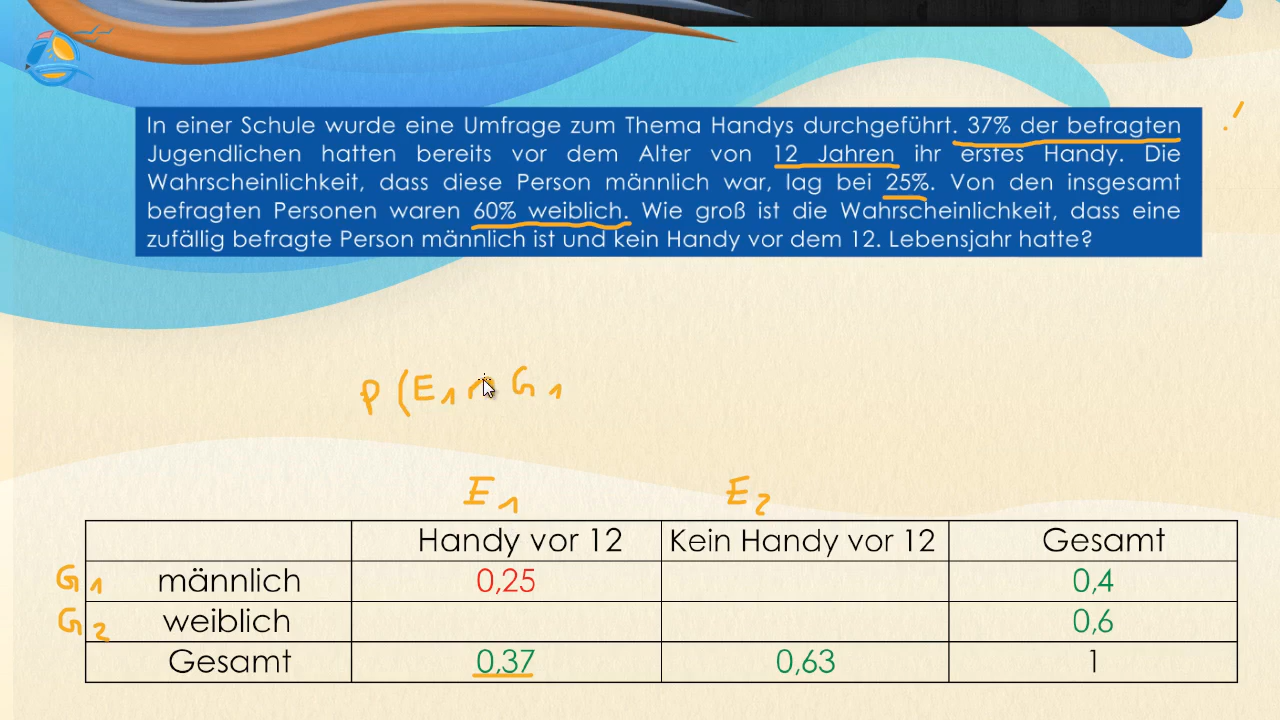 In einer Schule wurde eine Umfrage zum Thema Handys durchgeführt. 37% der befragten
Jugendlichen hatten bereits vor dem Alter von 12 Jahren ihr erstes Handy. Die
Wahrscheinlichkeit, dass diese Person männlich war, lag bei 25%. Von den insgesamt
befragten Personen waren 60% weiblich. Wie groß ist die Wahrscheinlichkeit, dass eine
zufällig befragte Person männlich ist und kein Handy vor dem 12. Lebensjahr hatte?
P (E1 ∩ G1
E1 E2
Handy vor 12 Kein Handy vor 12 Gesamt
G1 männlich 0,25 0,4
G2 weiblich 0,6
Gesamt 0,37 0,63 1